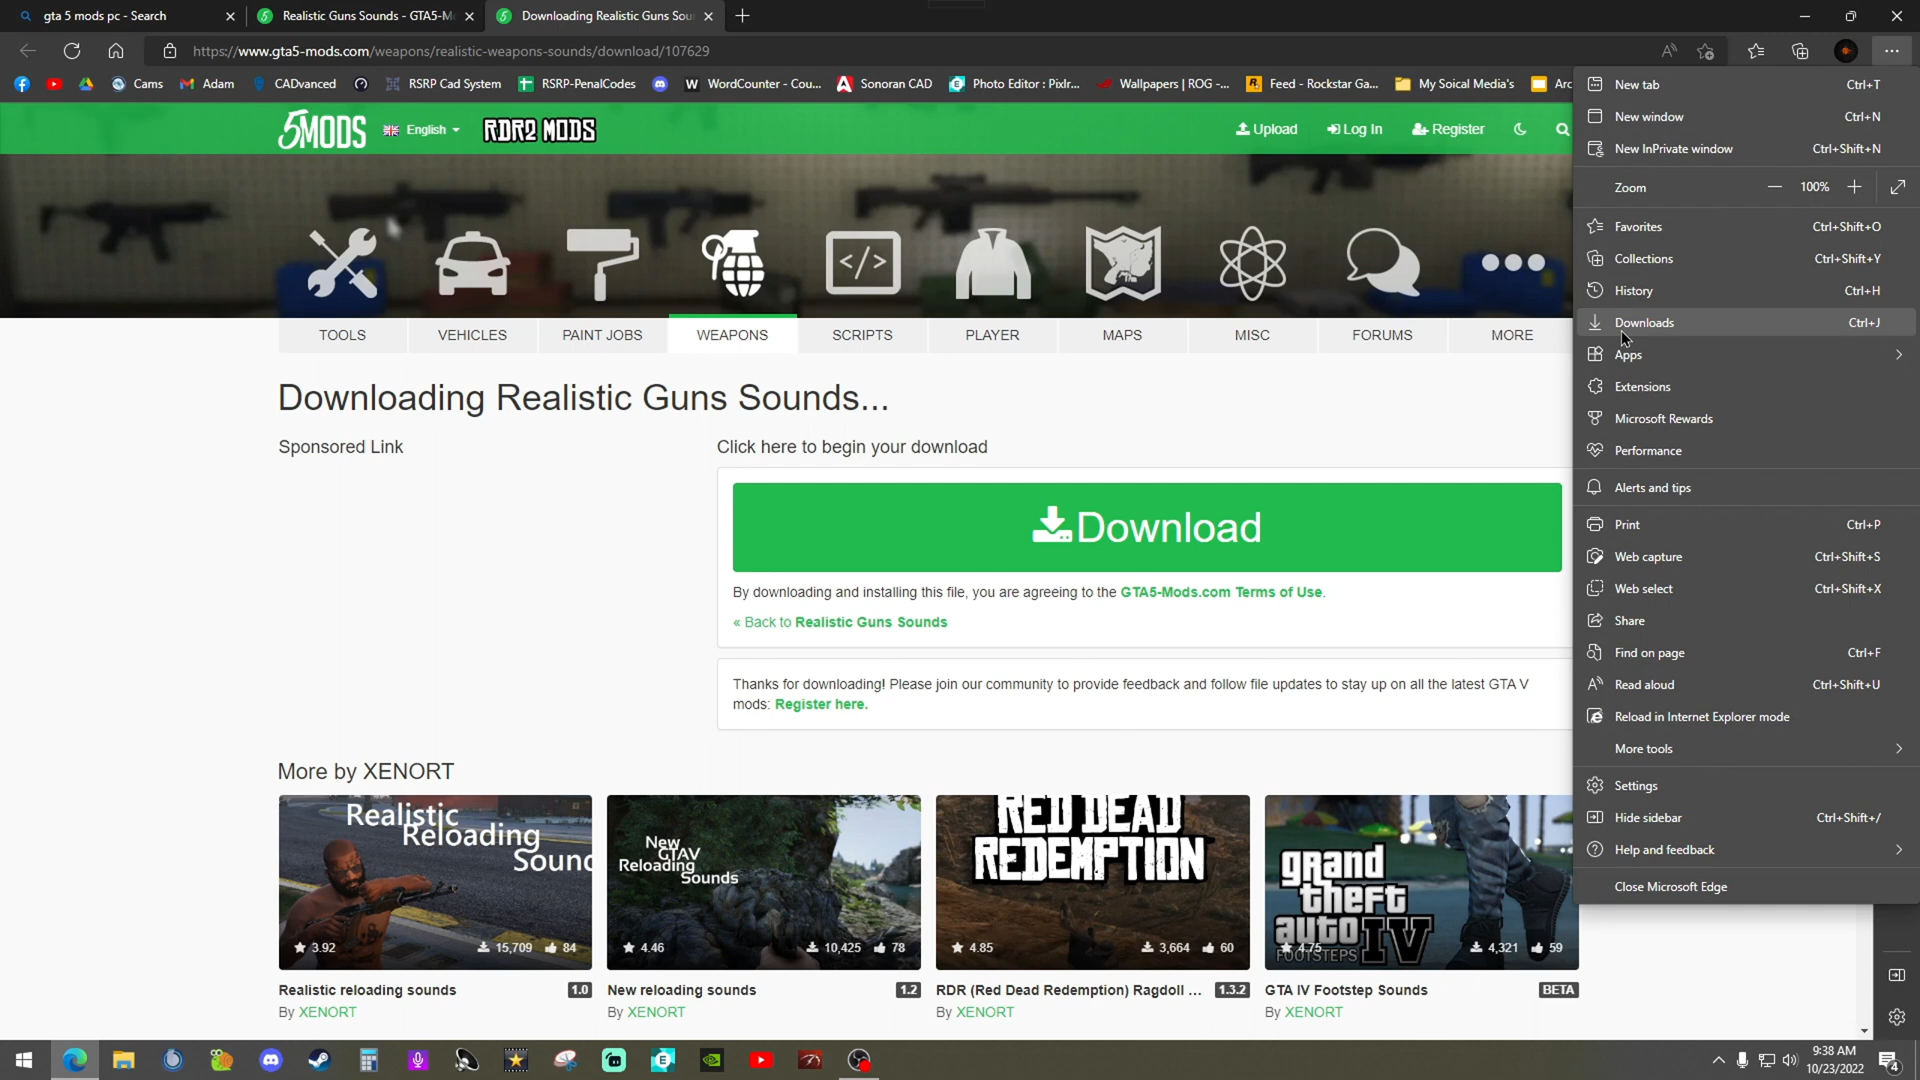 gta 5 mods pc - Search
Realistic Guns Sounds - GTA5-M
Downloading Realistic Guns Sou
https://www.gta5-mods.com/weapons/realistic-weapons-sounds/download/107629
Cams
Adam
CADvanced
RSRP Cad System
RSRP-PenalCodes
WordCounter - Cou...
Sonoran CAD
Photo Editor : Pixlr...
Wallpapers | ROG -...
Feed - Rockstar Ga...
My Soical Media's
Arc
5MODS
English
RDR2 MODS
Upload
Log In
Register
TOOLS
VEHICLES
PAINT JOBS
WEAPONS
SCRIPTS
PLAYER
MAPS
MISC
FORUMS
MORE
Downloading Realistic Guns Sounds...
Sponsored Link
Click here to begin your download
Download
By downloading and installing this file, you are agreeing to the GTA5-Mods.com Terms of Use.
« Back to Realistic Guns Sounds
Thanks for downloading! Please join our community to provide feedback and follow file updates to stay up on all the latest GTA V
mods: Register here.
More by XENORT
Realistic
Reloading
Sound
3.92
15,709
84
Realistic reloading sounds
1.0
By XENORT
New
GTAV
Reloading
Sounds
4.46
10,425
78
New reloading sounds
1.2
By XENORT
RED DEAD
REDEMPTION
4.85
3,664
60
RDR (Red Dead Redemption) Ragdoll ...
1.3.2
By XENORT
grand
theft
auto
IV
FOOTSTEPS
4.75
4,321
59
GTA IV Footstep Sounds
BETA
By XENORT
New tab Ctrl+T
New window Ctrl+N
New InPrivate window Ctrl+Shift+N
Zoom 100%
Favorites Ctrl+Shift+O
Collections Ctrl+Shift+Y
History Ctrl+H
Downloads Ctrl+J
Apps
Extensions
Microsoft Rewards
Performance
Alerts and tips
Print Ctrl+P
Web capture Ctrl+Shift+S
Web select Ctrl+Shift+X
Share
Find on page Ctrl+F
Read aloud Ctrl+Shift+U
Reload in Internet Explorer mode
More tools
Settings
Hide sidebar Ctrl+Shift+/
Help and feedback
Close Microsoft Edge
9:38 AM
10/23/2022
4